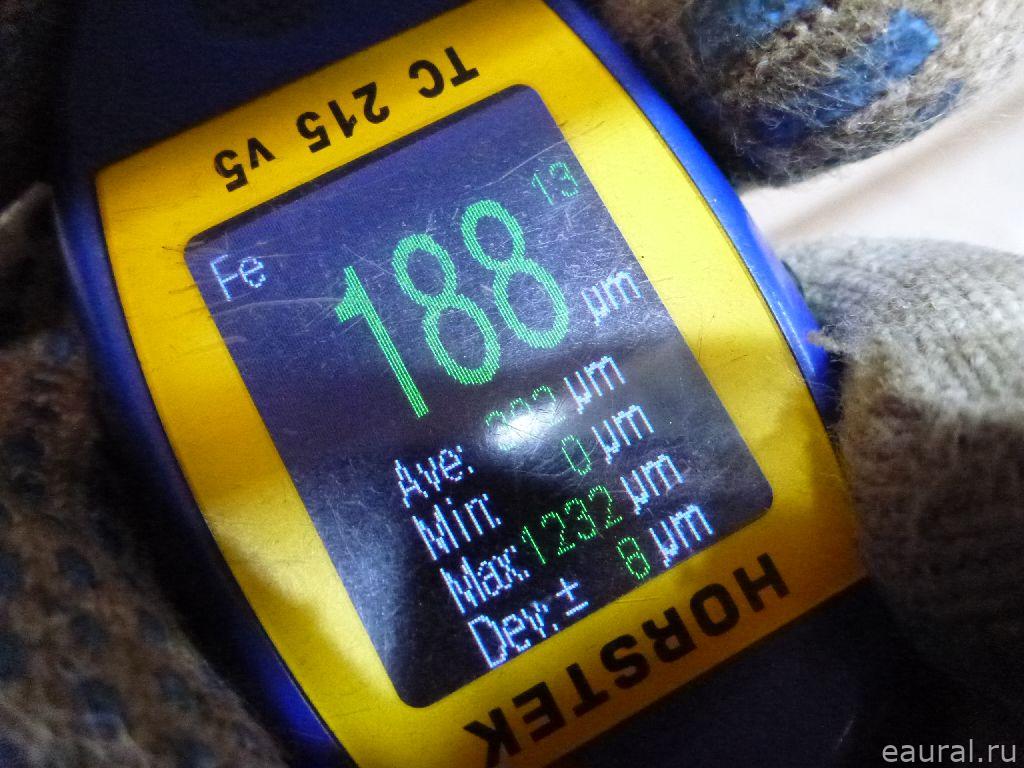 TC 215 v5
13
Fe
188 µm
Ave: µm
Min: 0 µm
Max: 1232 µm
Dev: ± 8 µm
HORSTEK
eaural.ru